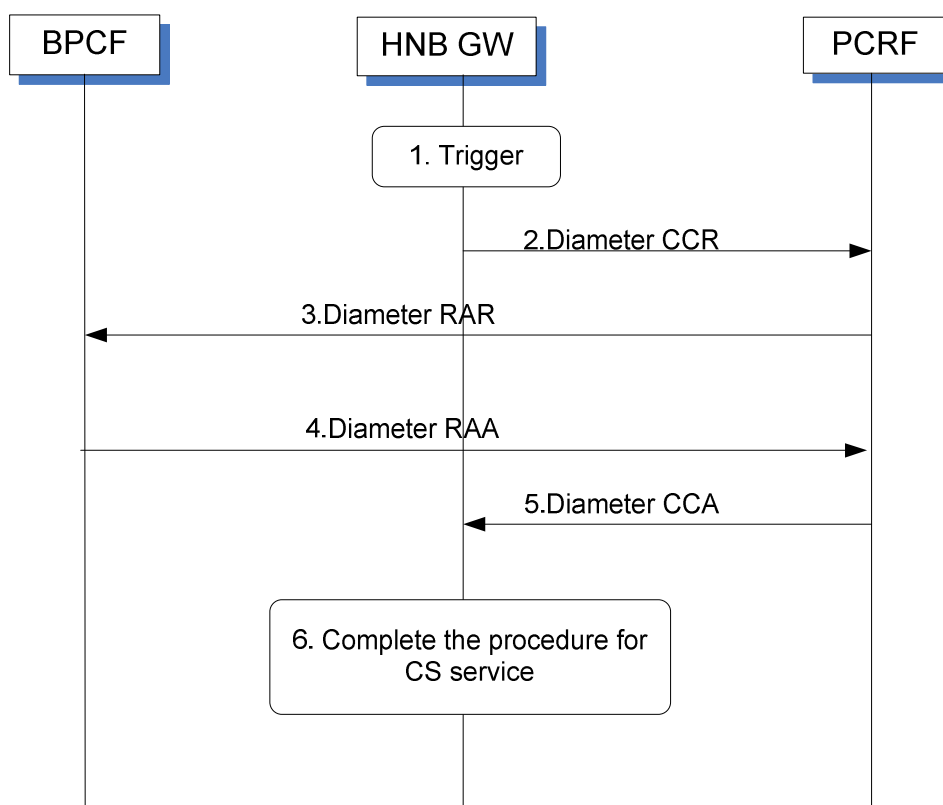 BPCF
HNB GW
PCRF
1. Trigger
2.Diameter CCR
3.Diameter RAR
4.Diameter RAA
5.Diameter CCA
6. Complete the procedure for
CS service